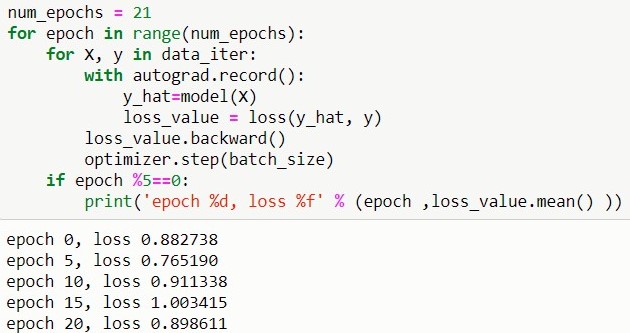 num_epochs = 21
for epoch in range(num_epochs):
    for X, y in data_iter:
        with autograd.record():
            y_hat=model(X)
            loss_value = loss(y_hat, y)
        loss_value.backward()
        optimizer.step(batch_size)
    if epoch %5==0:
        print('epoch %d, loss %f' % (epoch ,loss_value.mean() ))
epoch 0, loss 0.882738
epoch 5, loss 0.765190
epoch 10, loss 0.911338
epoch 15, loss 1.003415
epoch 20, loss 0.898611